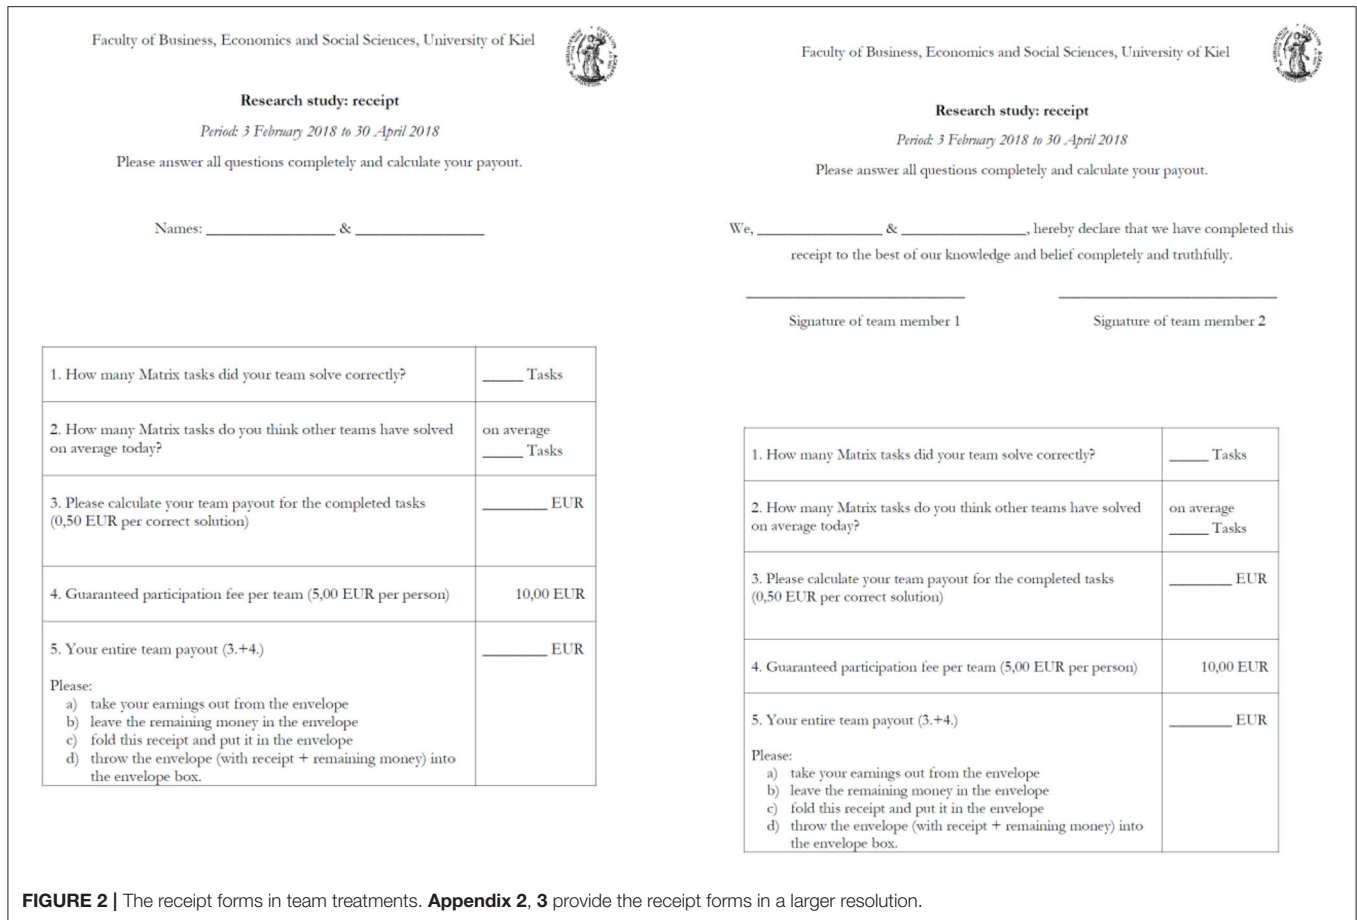 Faculty of Business, Economics and Social Sciences, University of Kiel
Research study: receipt
Period: 3 February 2018 to 30 April 2018
Please answer all questions completely and calculate your payout.
Names: ________________ & ________________
1. How many Matrix tasks did your team solve correctly?
_____ Tasks
2. How many Matrix tasks do you think other teams have solved
on average today?
on average
_____ Tasks
3. Please calculate your team payout for the completed tasks
(0,50 EUR per correct solution)
________ EUR
4. Guaranteed participation fee per team (5,00 EUR per person)
10,00 EUR
5. Your entire team payout (3.+4.)
________ EUR
Please:
a) take your earnings out from the envelope
b) leave the remaining money in the envelope
c) fold this receipt and put it in the envelope
d) throw the envelope (with receipt + remaining money) into
the envelope box.
Faculty of Business, Economics and Social Sciences, University of Kiel
Research study: receipt
Period: 3 February 2018 to 30 April 2018
Please answer all questions completely and calculate your payout.
We, ________________ & ________________, hereby declare that we have completed this
receipt to the best of our knowledge and belief completely and truthfully.
Signature of team member 1
Signature of team member 2
1. How many Matrix tasks did your team solve correctly?
_____ Tasks
2. How many Matrix tasks do you think other teams have solved
on average today?
on average
_____ Tasks
3. Please calculate your team payout for the completed tasks
(0,50 EUR per correct solution)
________ EUR
4. Guaranteed participation fee per team (5,00 EUR per person)
10,00 EUR
5. Your entire team payout (3.+4.)
________ EUR
Please:
a) take your earnings out from the envelope
b) leave the remaining money in the envelope
c) fold this receipt and put it in the envelope
d) throw the envelope (with receipt + remaining money) into
the envelope box.
FIGURE 2 | The receipt forms in team treatments. Appendix 2, 3 provide the receipt forms in a larger resolution.